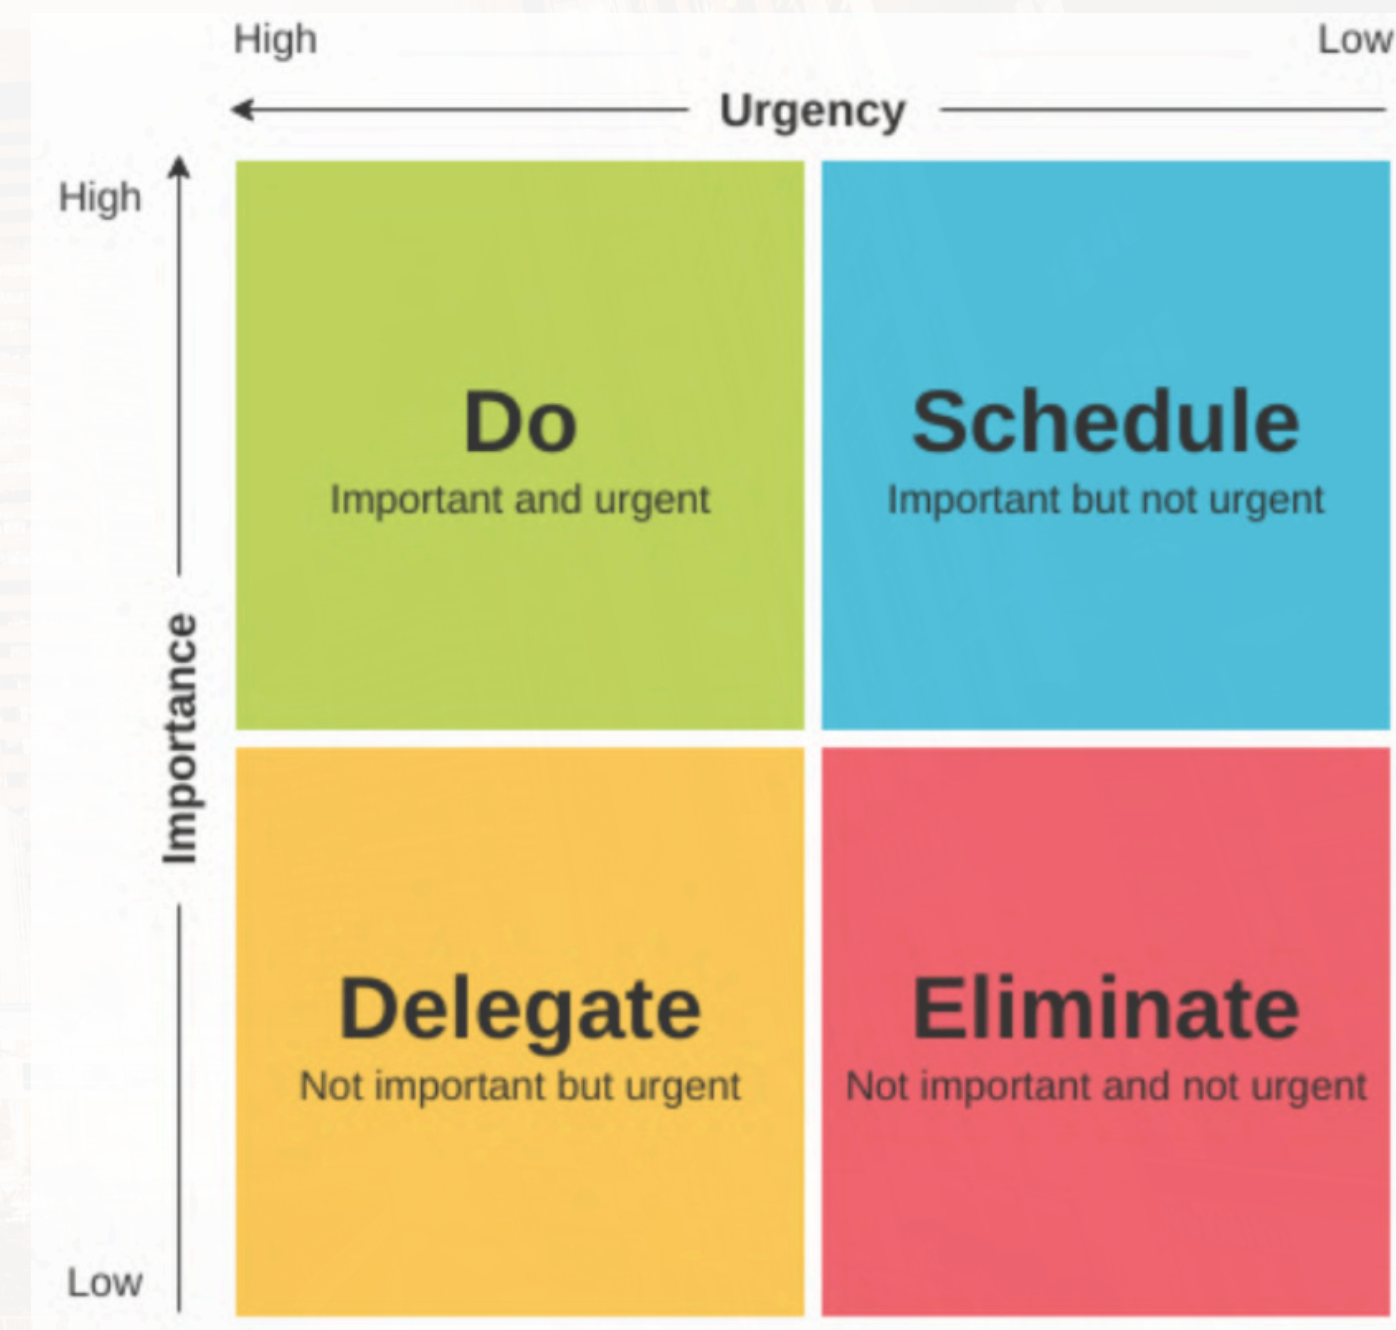 High
Low
Urgency
High
Importance
Low
Do
Important and urgent
Schedule
Important but not urgent
Delegate
Not important but urgent
Eliminate
Not important and not urgent